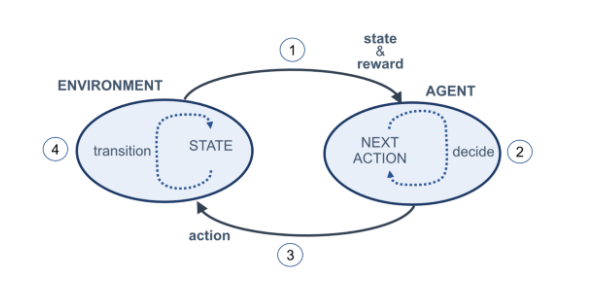 1
state
&
reward
ENVIRONMENT
AGENT
4
transition
STATE
NEXT
ACTION
decide
2
action
3